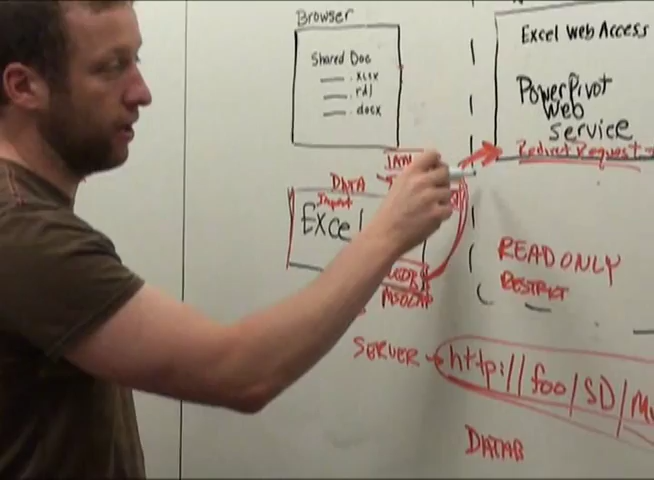 Browser
Shared Doc
.xlsx
.rdl
.docx
Excel Web Access
PowerPivot
Web
Service
Redirect Request
DATA
Import
Excel
MSOLAP
READ ONLY
RESTRICT
SERVER
http://foo/SD/
DATAB